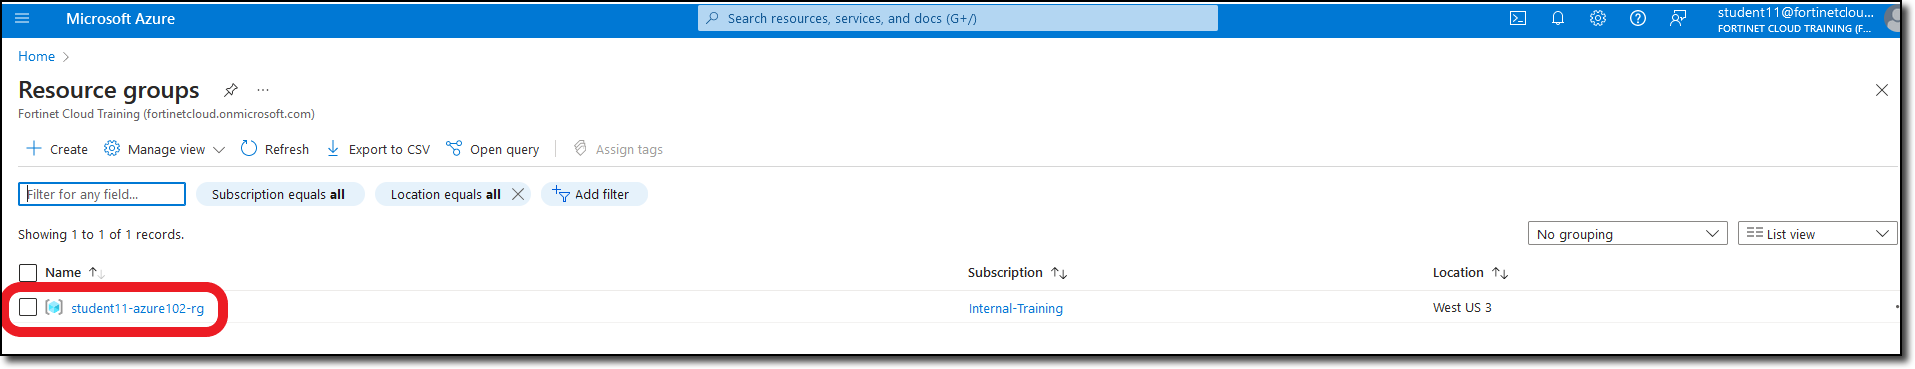 Microsoft Azure
Search resources, services, and docs (G+/)
student11@fortinetclou...
FORTINET CLOUD TRAINING (F...
Home
Resource groups
Fortinet Cloud Training (fortinetcloud.onmicrosoft.com)
Create Manage view Refresh Export to CSV Open query Assign tags
Filter for any field... Subscription equals all Location equals all Add filter
Showing 1 to 1 of 1 records. No grouping List view
Name Subscription Location
student11-azure102-rg Internal-Training West US 3